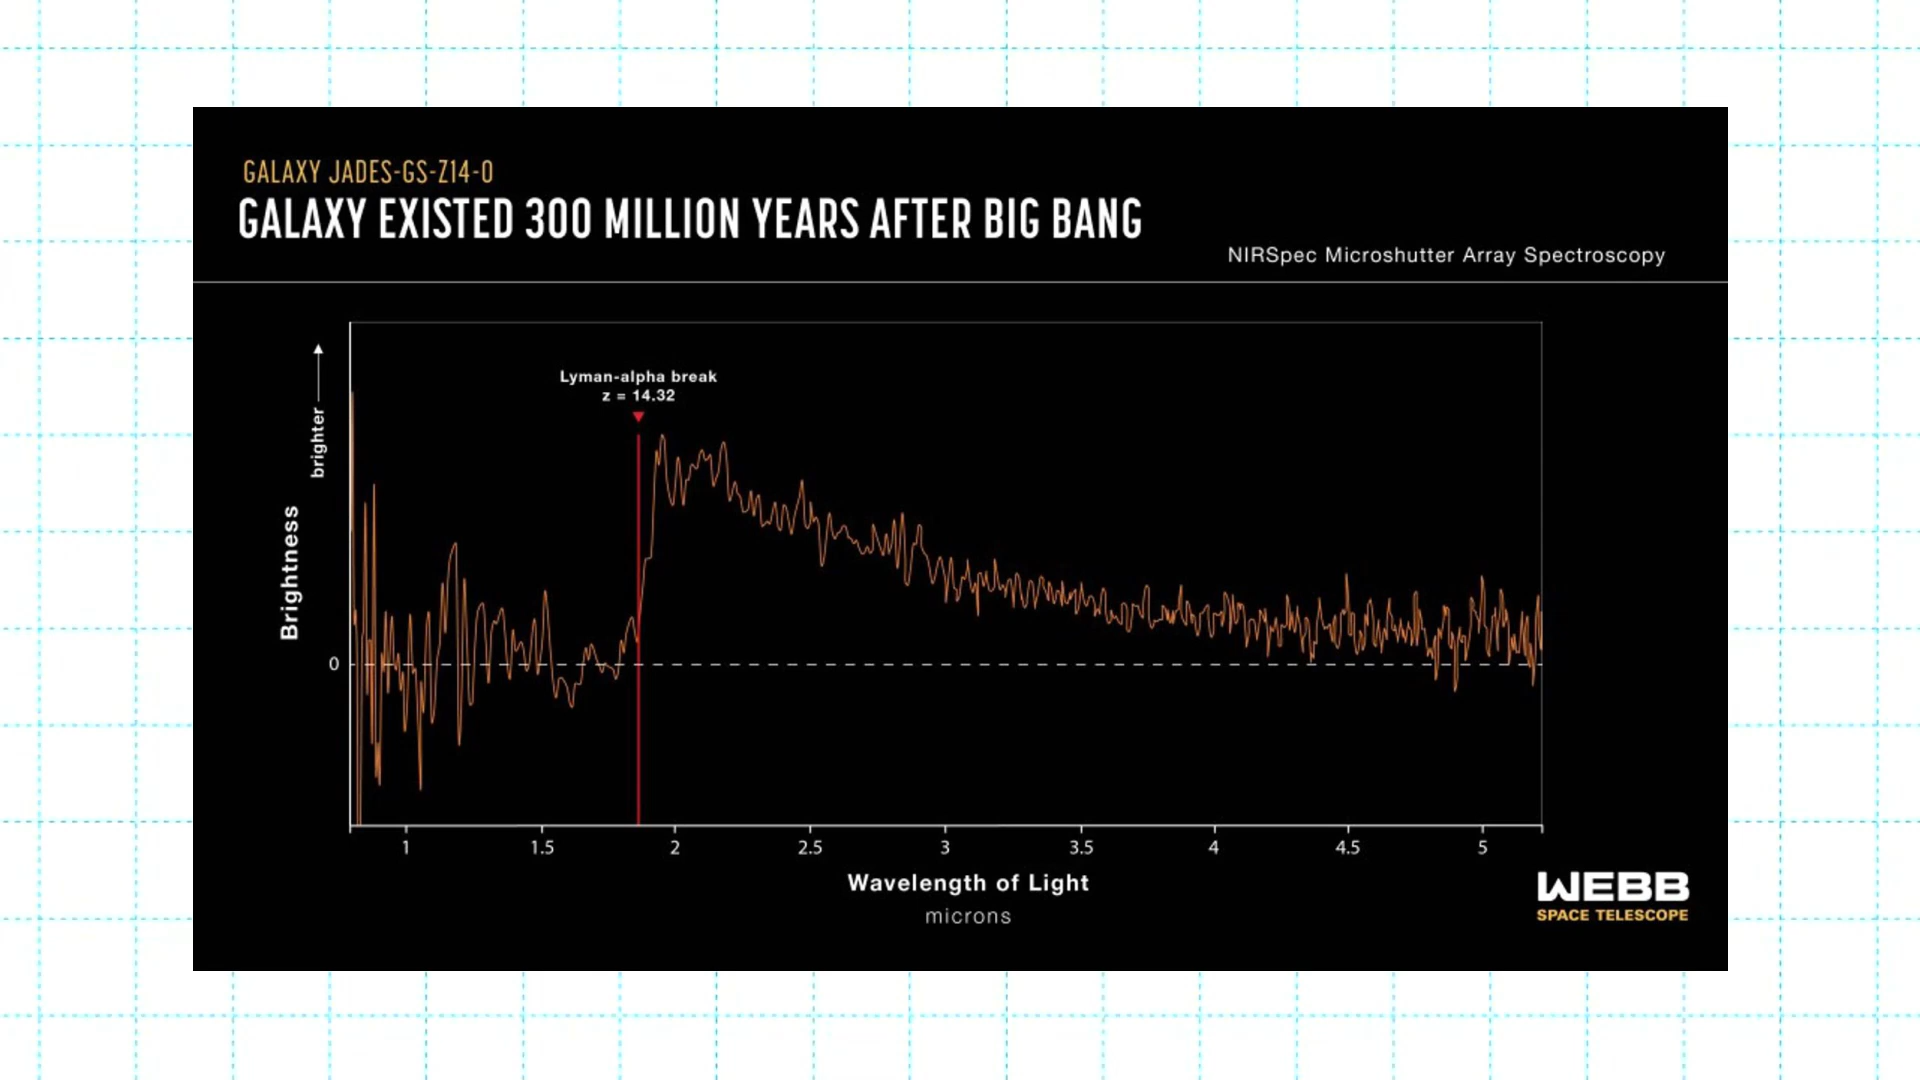 GALAXY JADES-GS-Z14-0
GALAXY EXISTED 300 MILLION YEARS AFTER BIG BANG
NIRSpec Microshutter Array Spectroscopy
Lyman-alpha break
z = 14.32
brighter
Brightness
0
1 1.5 2 2.5 3 3.5 4 4.5 5
Wavelength of Light
microns
WEBB
SPACE TELESCOPE